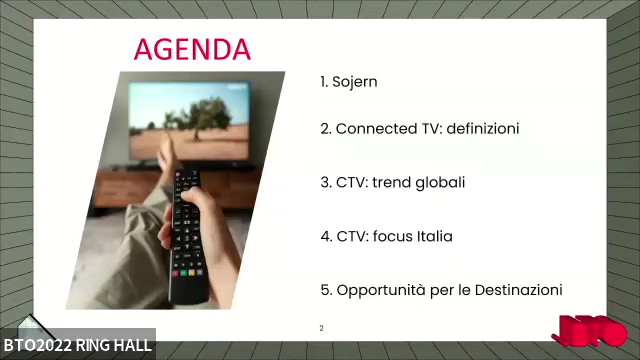 AGENDA
1. Sojern
2. Connected TV: definizioni
3. CTV: trend globali
4. CTV: focus Italia
5. Opportunità per le Destinazioni
2
BTO
BTO2022 RING HALL